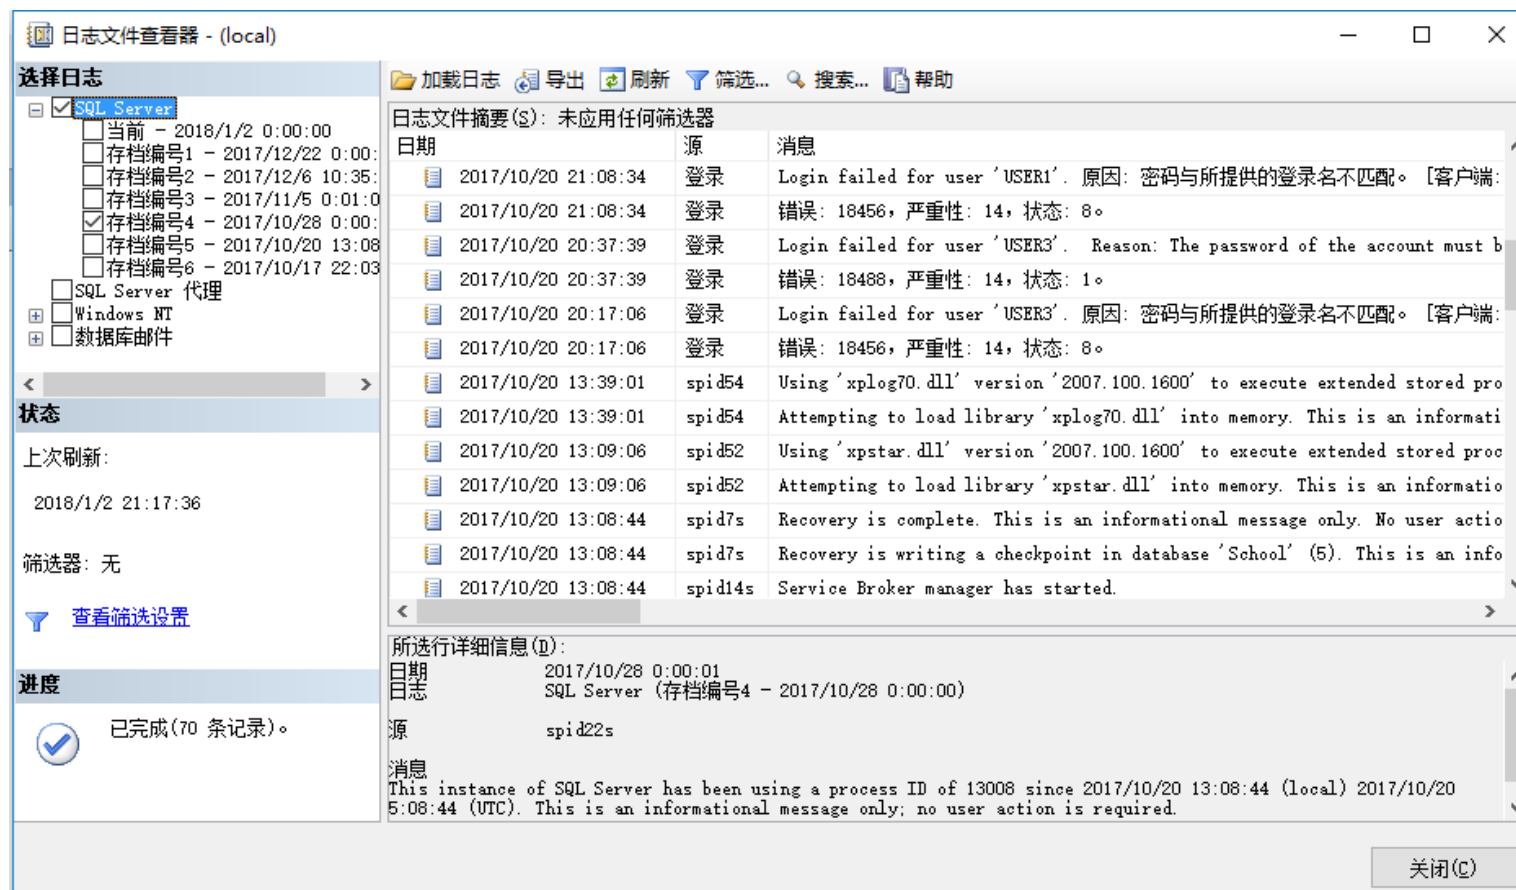 日志文件查看器 - (local)
选择日志
SQL Server
当前 - 2018/1/2 0:00:00
存档编号1 - 2017/12/22 0:00:
存档编号2 - 2017/12/6 10:35:
存档编号3 - 2017/11/5 0:01:0
存档编号4 - 2017/10/28 0:00:
存档编号5 - 2017/10/20 13:08
存档编号6 - 2017/10/17 22:03
SQL Server 代理
Windows NT
数据库邮件
状态
上次刷新:
2018/1/2 21:17:36
筛选器: 无
查看筛选设置
进度
已完成(70 条记录)。
加载日志 导出 刷新 筛选... 搜索... 帮助
日志文件摘要(S): 未应用任何筛选器
日期 源 消息
2017/10/20 21:08:34 登录 Login failed for user 'USER1'. 原因: 密码与所提供的登录名不匹配。 [客户端:
2017/10/20 21:08:34 登录 错误: 18456，严重性: 14，状态: 8。
2017/10/20 20:37:39 登录 Login failed for user 'USER3'.  Reason: The password of the account must b
2017/10/20 20:37:39 登录 错误: 18488，严重性: 14，状态: 1。
2017/10/20 20:17:06 登录 Login failed for user 'USER3'. 原因: 密码与所提供的登录名不匹配。 [客户端:
2017/10/20 20:17:06 登录 错误: 18456，严重性: 14，状态: 8。
2017/10/20 13:39:01 spid54 Using 'xplog70.dll' version '2007.100.1600' to execute extended stored pro
2017/10/20 13:39:01 spid54 Attempting to load library 'xplog70.dll' into memory. This is an informati
2017/10/20 13:09:06 spid52 Using 'xpstar.dll' version '2007.100.1600' to execute extended stored proc
2017/10/20 13:09:06 spid52 Attempting to load library 'xpstar.dll' into memory. This is an informatio
2017/10/20 13:08:44 spid7s Recovery is complete. This is an informational message only. No user actio
2017/10/20 13:08:44 spid7s Recovery is writing a checkpoint in database 'School' (5). This is an info
2017/10/20 13:08:44 spid14s Service Broker manager has started.
所选行详细信息(D):
日期 2017/10/28 0:00:01
日志 SQL Server (存档编号4 - 2017/10/28 0:00:00)
源 spid22s
消息
This instance of SQL Server has been using a process ID of 13008 since 2017/10/20 13:08:44 (local) 2017/10/20
5:08:44 (UTC). This is an informational message only; no user action is required.
关闭(C)